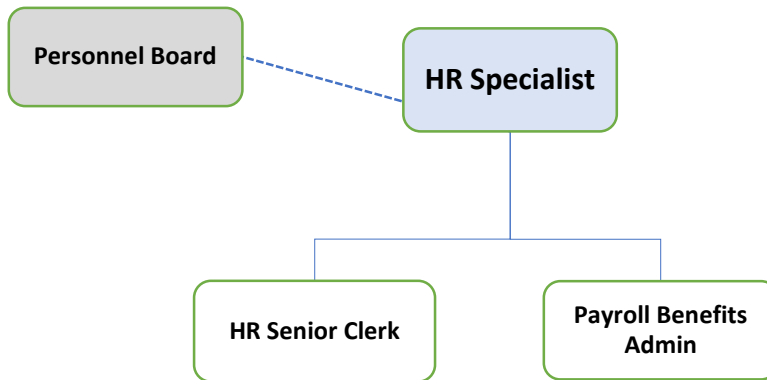 Personnel Board
HR Specialist
HR Senior Clerk
Payroll Benefits
Admin